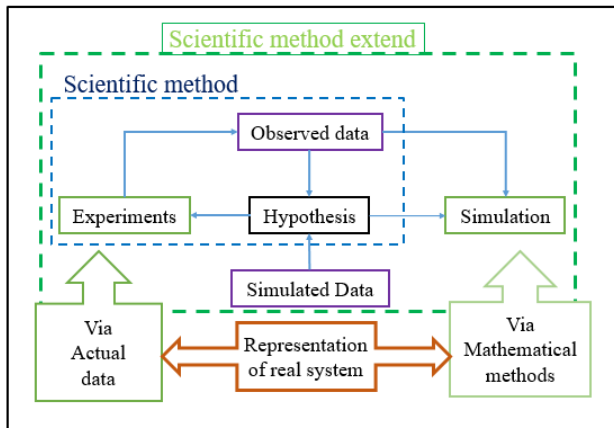 Scientific method extend
Scientific method
Observed data
Experiments
Hypothesis
Simulation
Simulated Data
Via
Actual
data
Representation
of real system
Via
Mathematical
methods